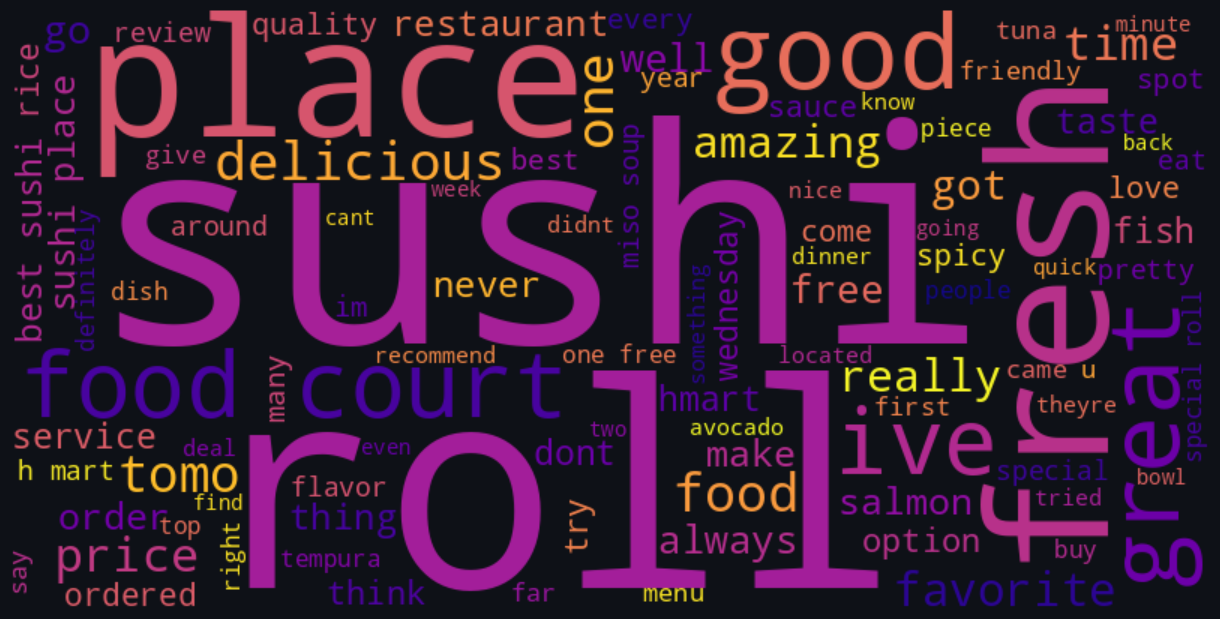 go
review
quality
restaurant
every
good
tuna
minute
time
place
one
well
year
friendly
spot
sauce
know
taste
best sushi rice
sushi place
give
delicious
best
miso soup
amazing
piece
back
eat
fresh
sushi
week
nice
got
love
around
cant
didnt
come
going
fish
definitely
wednesday
dinner
spicy
quick
pretty
dish
im
never
something
free
people
special roll
great
food court
many
recommend
one free
located
really
came
u
hmart
first
theyre
service
deal
roll
even
two
avocado
ive
h mart
tomo
dont
make
special
bowl
flavor
food
salmon
tried
find
order
top
thing
try
price
right
always
option
buy
say
tempura
ordered
think
far
menu
favorite